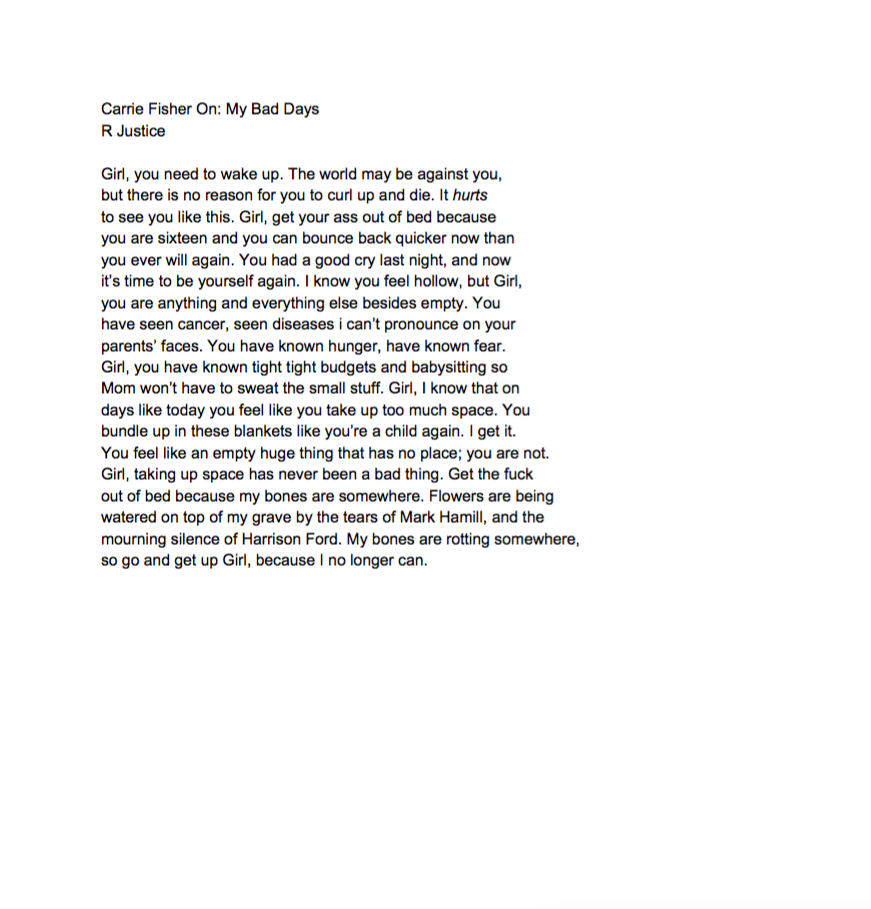 Carrie Fisher On: My Bad Days
R Justice
Girl, you need to wake up. The world may be against you,
but there is no reason for you to curl up and die. It hurts
to see you like this. Girl, get your ass out of bed because
you are sixteen and you can bounce back quicker now than
you ever will again. You had a good cry last night, and now
it's time to be yourself again. I know you feel hollow, but Girl,
you are anything and everything else besides empty. You
have seen cancer, seen diseases i can't pronounce on your
parents' faces. You have known hunger, have known fear.
Girl, you have known tight tight budgets and babysitting so
Mom won't have to sweat the small stuff. Girl, I know that on
days like today you feel like you take up too much space. You
bundle up in these blankets like you're a child again. I get it.
You feel like an empty huge thing that has no place; you are not.
Girl, taking up space has never been a bad thing. Get the fuck
out of bed because my bones are somewhere. Flowers are being
watered on top of my grave by the tears of Mark Hamill, and the
mourning silence of Harrison Ford. My bones are rotting somewhere,
so go and get up Girl, because I no longer can.